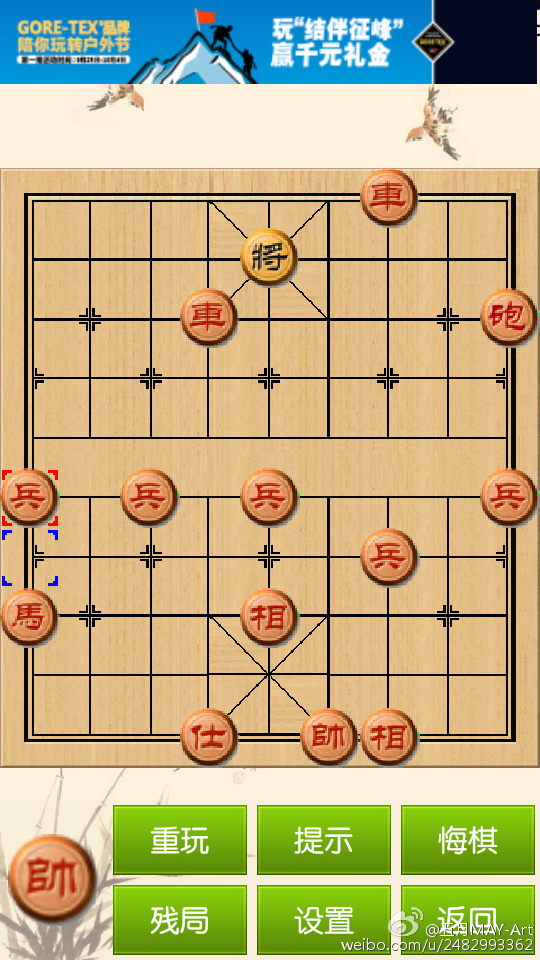 GORE-TEX®品牌
陪你玩转户外节
玩“结伴征峰”
赢千元礼金
GORE-TEX
車
將
車
砲
兵
兵
兵
兵
兵
馬
相
仕
帥
相
帥
重玩
提示
悔棋
残局
设置
返回
weibo.com/u/2482993362